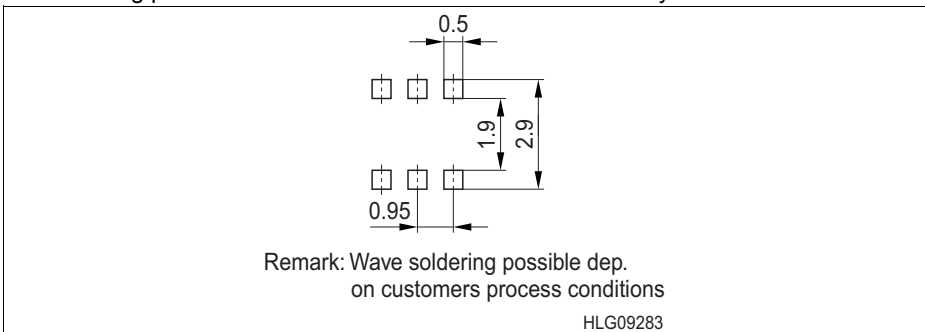 0.5
1.9
2.9
0.95
Remark: Wave soldering possible dep.
on customers process conditions
HLG09283